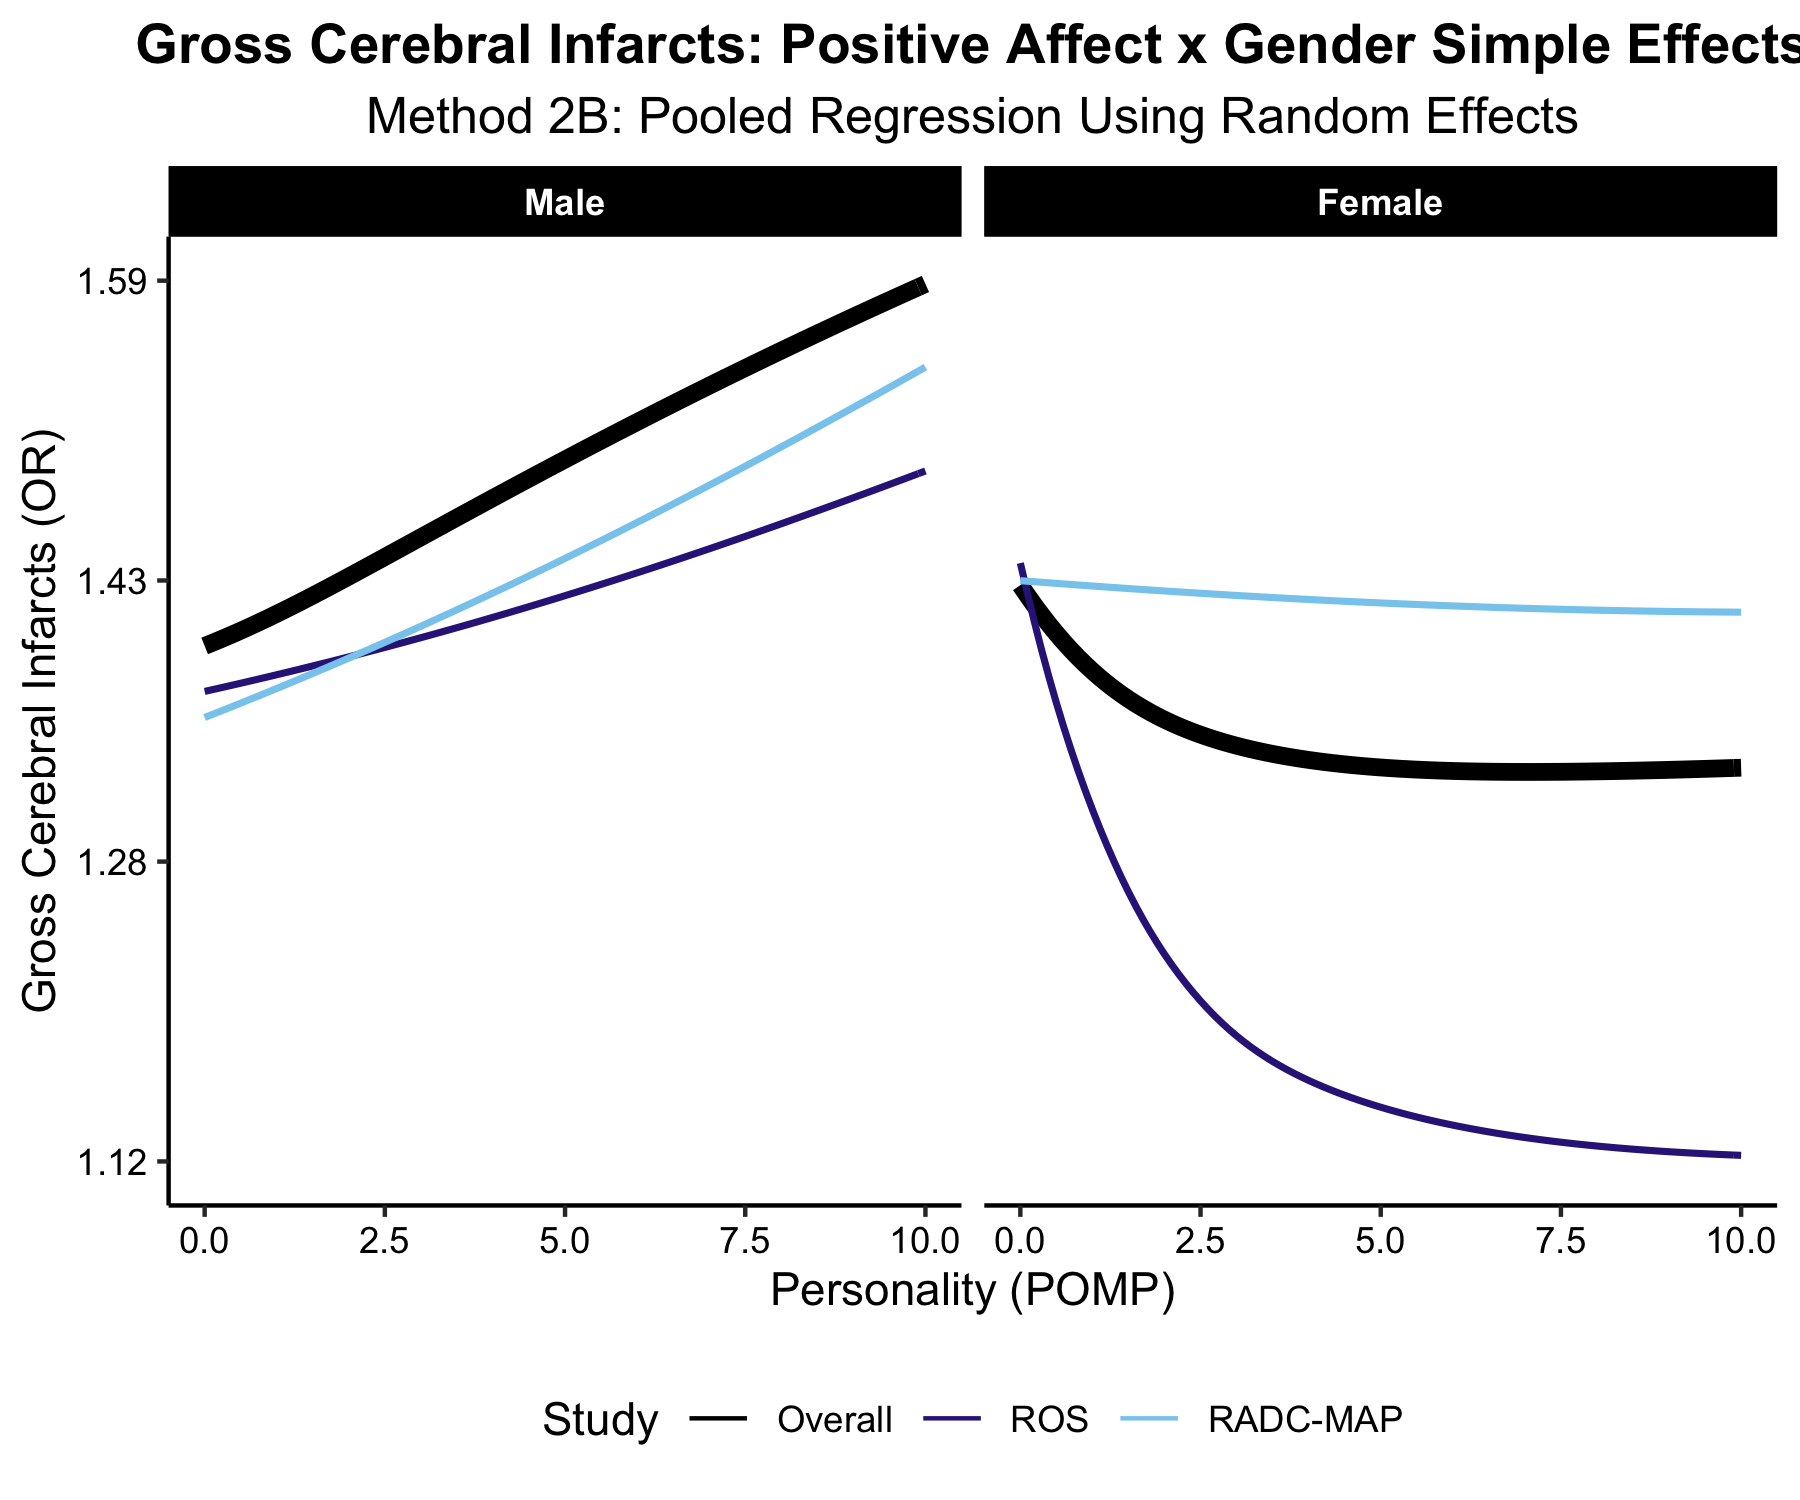 Gross Cerebral Infarcts: Positive Affect x Gender Simple Effects
Method 2B: Pooled Regression Using Random Effects
Male
Female
Gross Cerebral Infarcts (OR)
1.59
1.43
1.28
1.12
0.0 2.5 5.0 7.5 10.0
0.0 2.5 5.0 7.5 10.0
Personality (POMP)
Study Overall ROS RADC-MAP